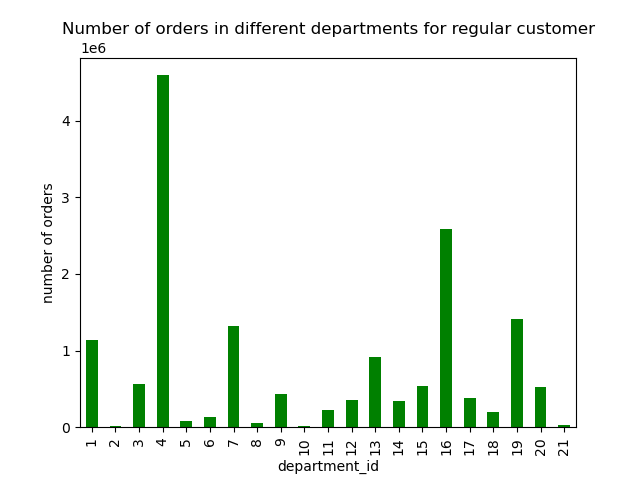 Number of orders in different departments for regular customer
1e6
4
3
2
1
0
number of orders
1 2 3 4 5 6 7 8 9 10 11 12 13 14 15 16 17 18 19 20 21
department_id